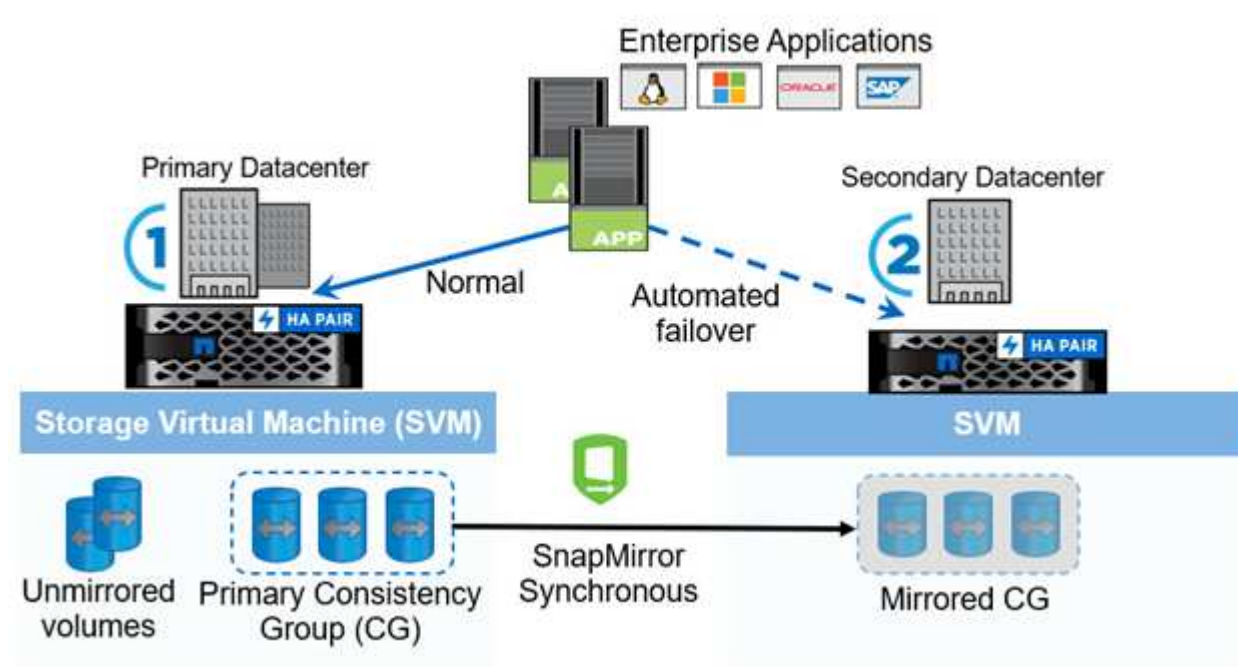 Enterprise Applications
ORACLE
SAP
Primary Datacenter
Secondary Datacenter
1
2
A
APP
Normal
Automated
failover
HA PAIR
HA PAIR
Storage Virtual Machine (SVM)
SVM
Unmirrored
volumes
Primary Consistency
Group (CG)
SnapMirror
Synchronous
Mirrored CG